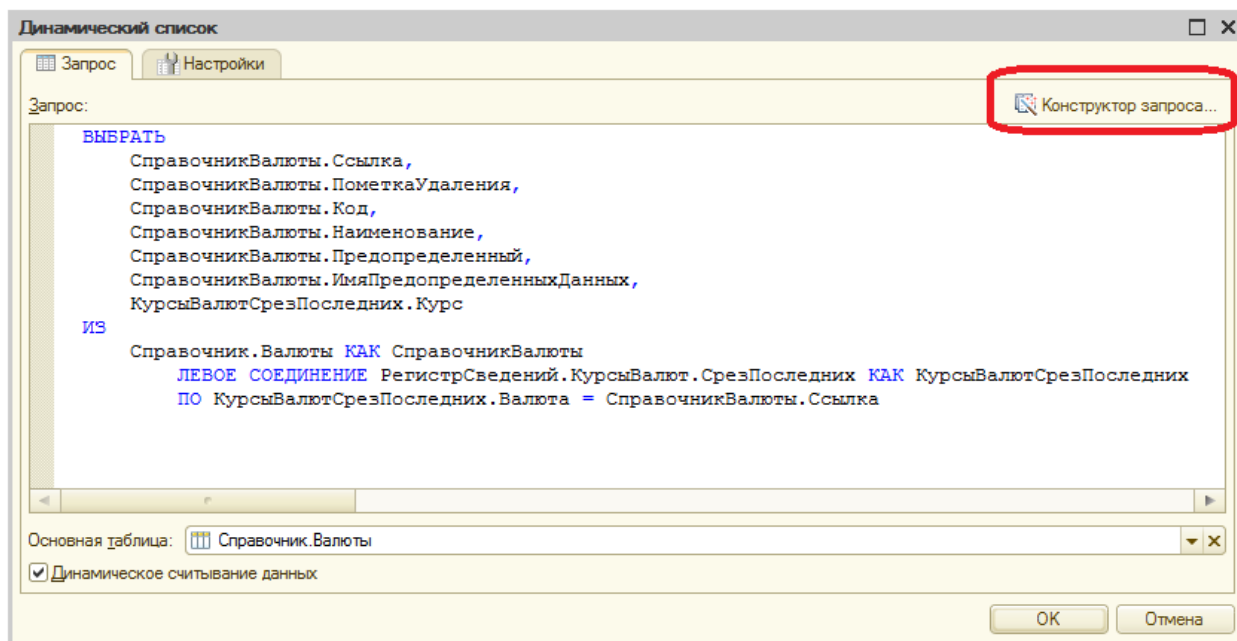 Динамический список
Запрос Настройки
Запрос: Конструктор запроса...
ВЫБРАТЬ
СправочникВалюты.Ссылка,
СправочникВалюты.ПометкаУдаления,
СправочникВалюты.Код,
СправочникВалюты.Наименование,
СправочникВалюты.Предопределенный,
СправочникВалюты.ИмяПредопределенныхДанных,
КурсыВалютСрезПоследних.Курс
ИЗ
Справочник.Валюты КАК СправочникВалюты
ЛЕВОЕ СОЕДИНЕНИЕ РегистрСведений.КурсыВалют.СрезПоследних КАК КурсыВалютСрезПоследних
ПО КурсыВалютСрезПоследних.Валюта = СправочникВалюты.Ссылка
Основная таблица: Справочник.Валюты
Динамическое считывание данных
OK Отмена